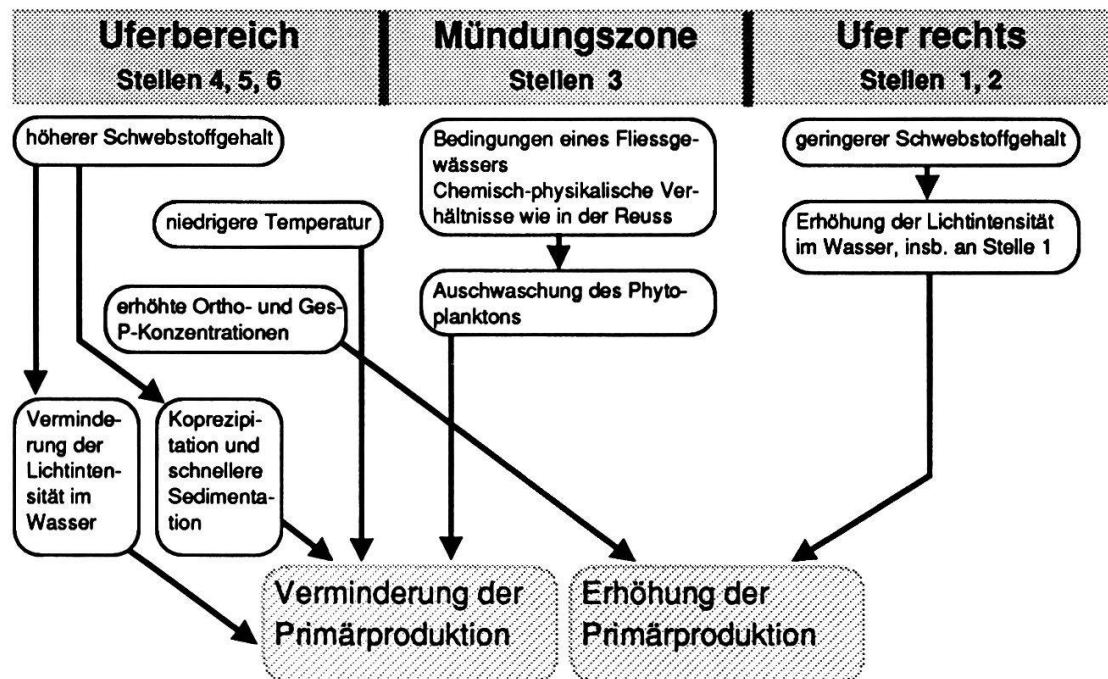 Uferbereich
Stellen 4, 5, 6
Mündungszone
Stellen 3
Ufer rechts
Stellen 1, 2
höherer Schwebstoffgehalt
niedrigere Temperatur
erhöhte Ortho- und Ges-
P-Konzentrationen
Verminde-
rung der
Lichtinten-
sität im
Wasser
Koprezipi-
tation und
schnellere
Sedimenta-
tion
Bedingungen eines Fliessge-
wässers
Chemisch-physikalische Ver-
hältnisse wie in der Reuss
Auschwaschung des Phyto-
planktons
geringerer Schwebstoffgehalt
Erhöhung der Lichtintensität
im Wasser, insb. an Stelle 1
Verminderung der
Primärproduktion
Erhöhung der
Primärproduktion